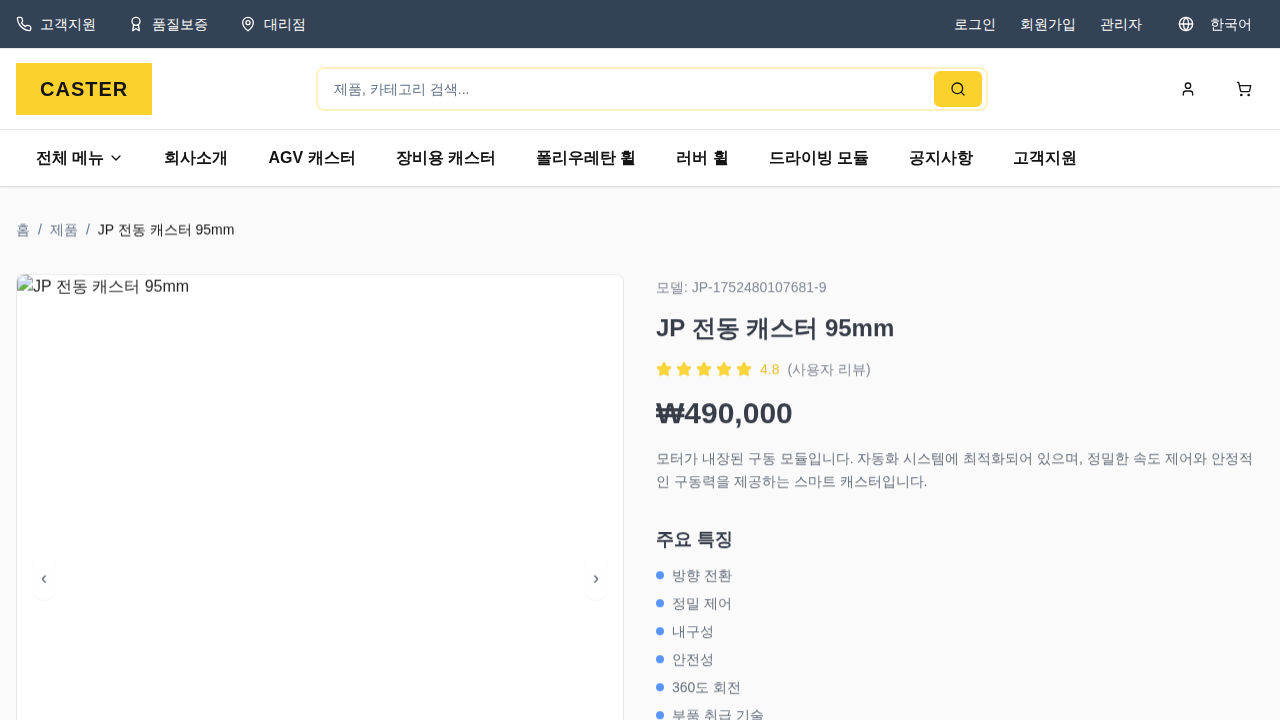 고객지원 품질보증 대리점 로그인 회원가입 관리자 한국어
CASTER 제품, 카테고리 검색...
전체 메뉴 회사소개 AGV 캐스터 장비용 캐스터 폴리우레탄 휠 러버 휠 드라이빙 모듈 공지사항 고객지원
홈 / 제품 / JP 전동 캐스터 95mm
JP 전동 캐스터 95mm
모델: JP-1752480107681-9
JP 전동 캐스터 95mm
4.8 (사용자 리뷰)
₩490,000
모터가 내장된 구동 모듈입니다. 자동화 시스템에 최적화되어 있으며, 정밀한 속도 제어와 안정적
인 구동력을 제공하는 스마트 캐스터입니다.
주요 특징
방향 전환
정밀 제어
내구성
안전성
360도 회전
부품 취급 기술
‹ ›